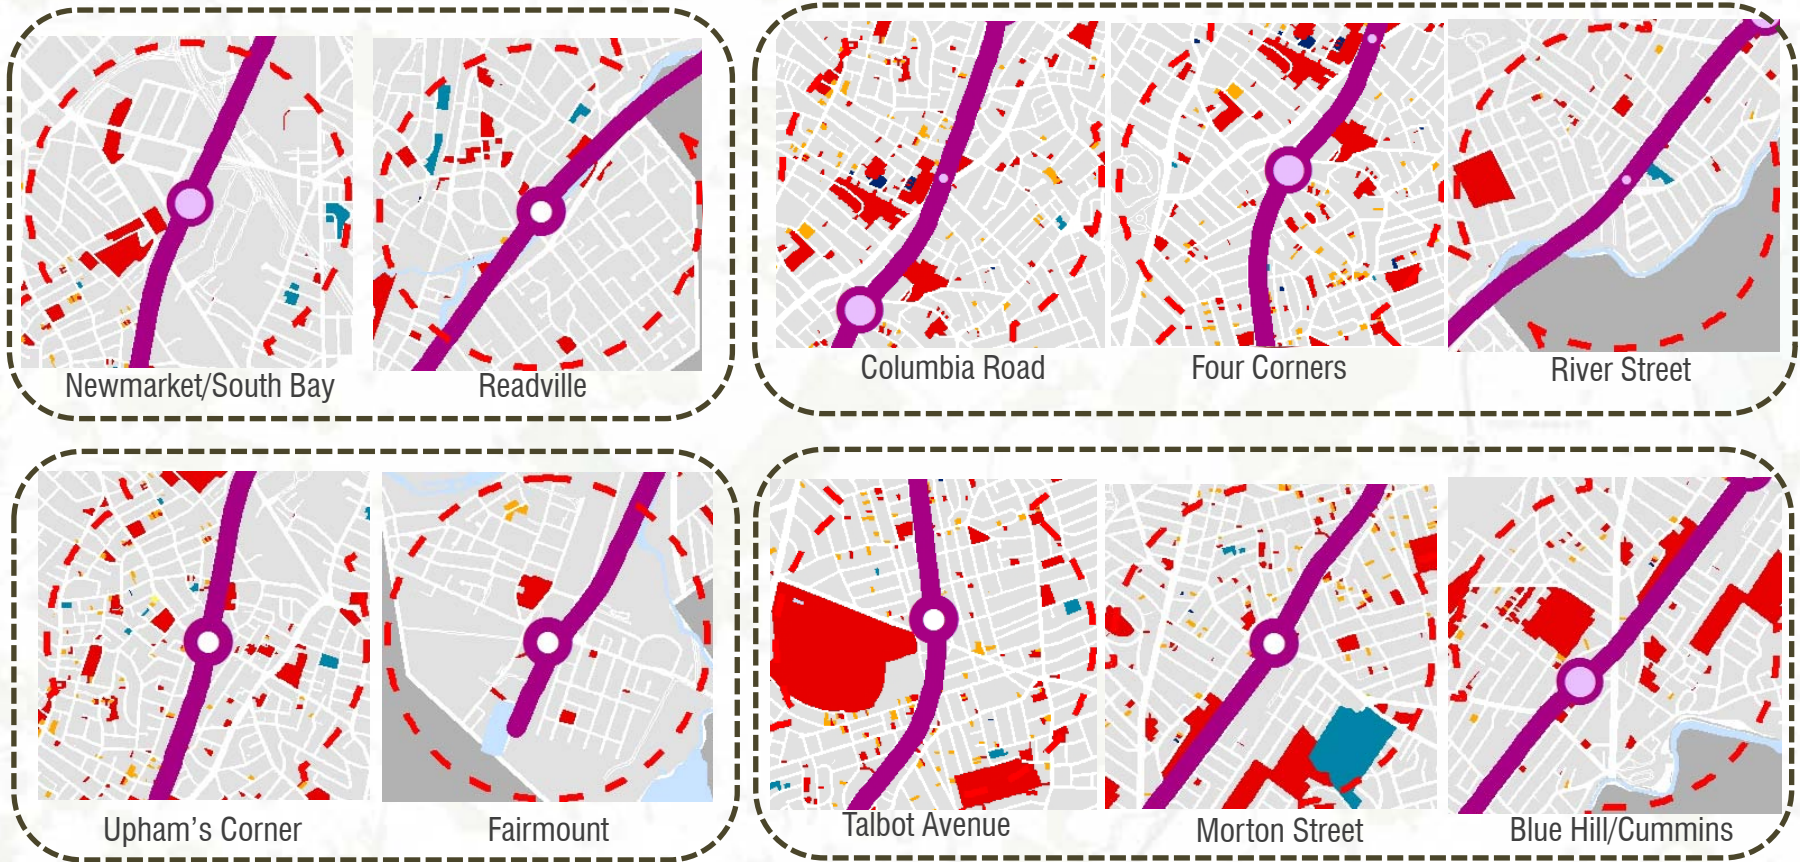 Newmarket/South Bay
Readville
Columbia Road
Four Corners
River Street
Upham's Corner
Fairmount
Talbot Avenue
Morton Street
Blue Hill/Cummins